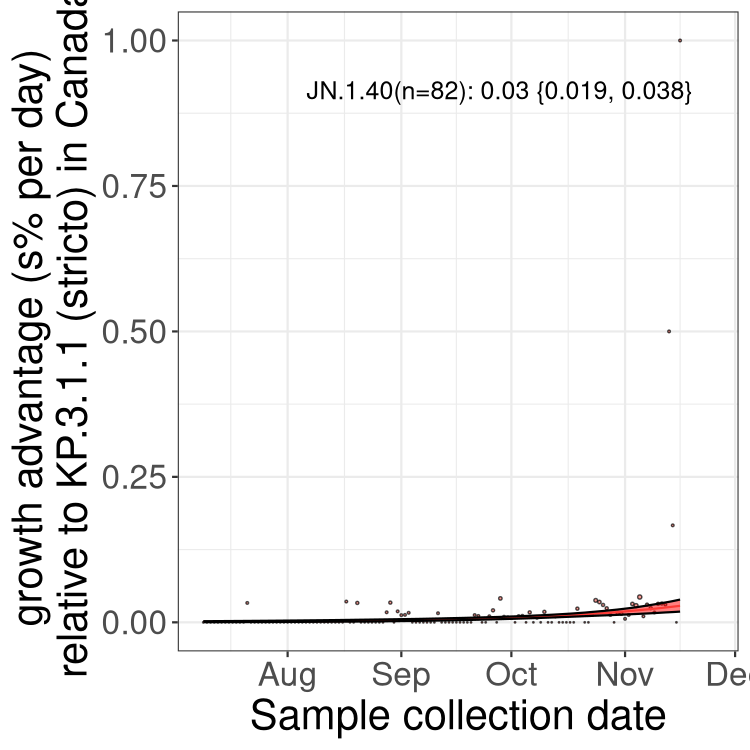 growth advantage (s% per day)
relative to KP.3.1.1 (stricto) in Canada
1.00
0.75
0.50
0.25
0.00
JN.1.40(n=82): 0.03 {0.019, 0.038}
Aug Sep Oct Nov De
Sample collection date